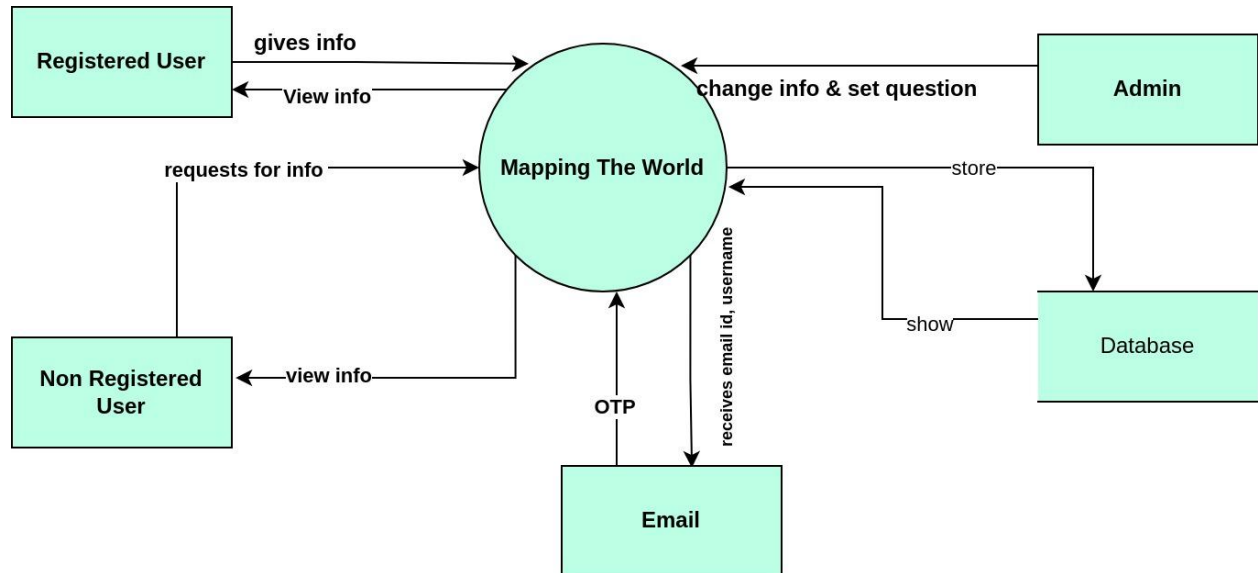 Registered User
gives info
View info
change info & set question
Admin
requests for info
Mapping The World
store
receives email id, username
show
Database
Non Registered
User
view info
OTP
Email